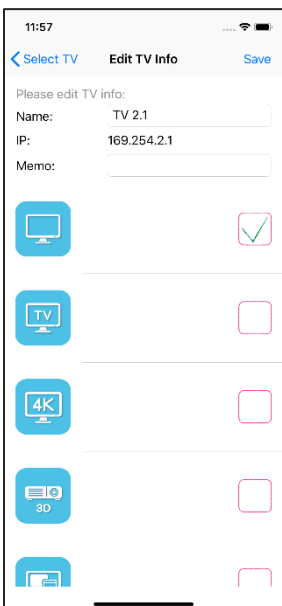 11:57
Select TV Edit TV Info Save
Please edit TV info:
Name: TV 2.1
IP: 169.254.2.1
Memo:
TV
4K
3D